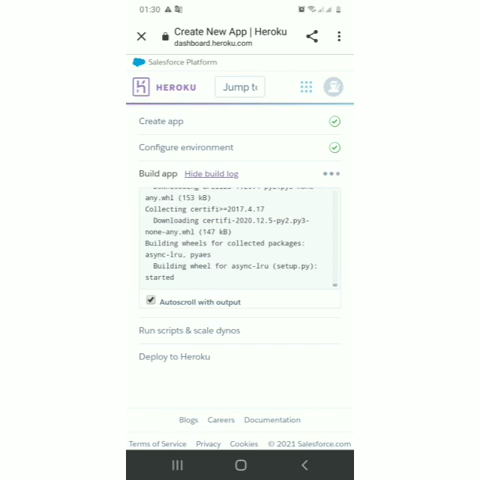 01:30
Create New App | Heroku
dashboard.heroku.com
Salesforce Platform
HEROKU
Jump to
Create app
Configure environment
Build app Hide build log
any.whl (153 kB)
Collecting certifi>=2017.4.17
Downloading certifi-2020.12.5-py2.py3-
none-any.whl (147 kB)
Building wheels for collected packages:
async-lru, pyaes
Building wheel for async-lru (setup.py):
started
Autoscroll with output
Run scripts & scale dynos
Deploy to Heroku
Blogs Careers Documentation
Terms of Service Privacy Cookies © 2021 Salesforce.com